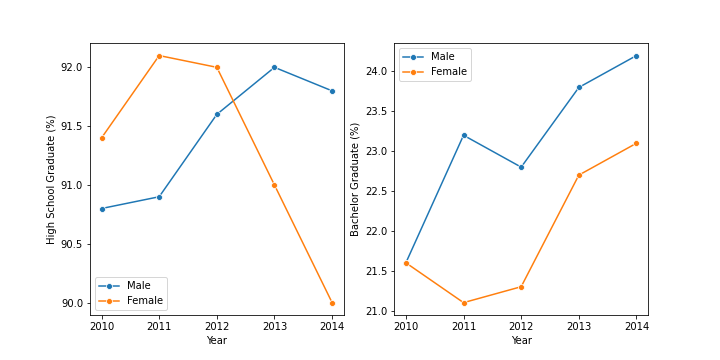 High School Graduate (%)
92.0
91.5
91.0
90.5
90.0
Male
Female
2010 2011 2012 2013 2014
Year
Bachelor Graduate (%)
24.0
23.5
23.0
22.5
22.0
21.5
21.0
Male
Female
2010 2011 2012 2013 2014
Year